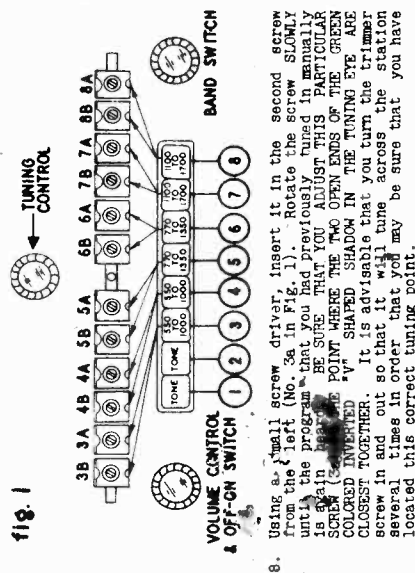 fig. 1
TUNING
CONTROL
3B 3A 4B 4A 5B 5A 6B 6A 7B 7A 8B 8A
TONE TONE 550 TO 1000 550 TO 1000 770 TO 1350 770 TO 1350 1100 TO 1700 1100 TO 1700
1 2 3 4 5 6 7 8
VOLUME CONTROL
& OFF-ON SWITCH
BAND SWITCH
8. Using a small screw driver, insert it in the second screw
from the left (No. 3a in Fig. 1). Rotate the screw SLOWLY
until the program that you had previously tuned in manually
is again heard. BE SURE THAT YOU ADJUST THIS PARTICULAR
SCREW POINT WHERE THE TWO OPEN ENDS OF THE GREEN
COLORED INVERTED "V" SHAPED SHADOW IN THE TUNING EYE ARE
CLOSEST TOGETHER. It is advisable that you turn the trimmer
screw in and out so that it will tune across the station
several times in order that you may be sure that you have
located this correct tuning point.